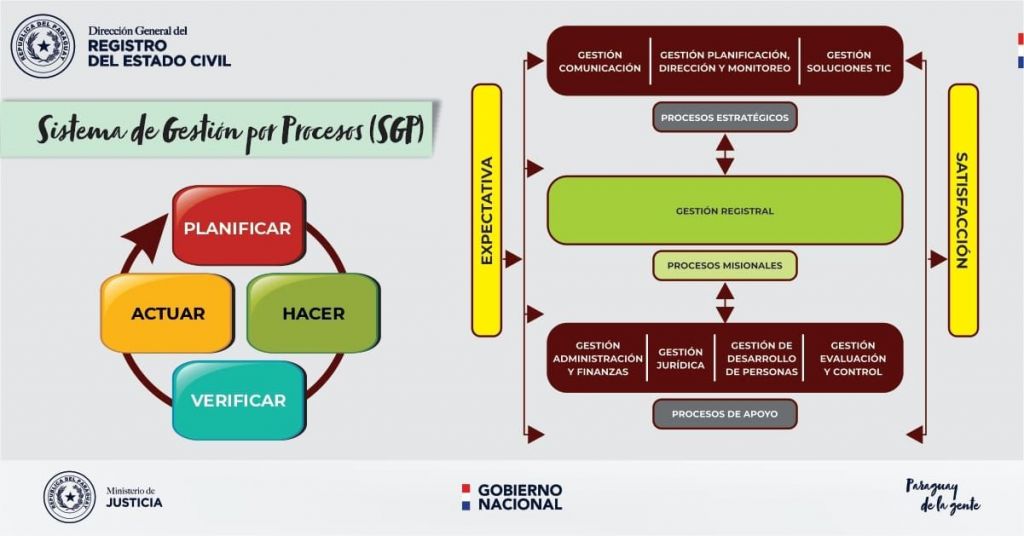 REPUBLICA DEL PARAGUAY
Dirección General del
REGISTRO
DEL ESTADO CIVIL
Sistema de Gestión por Procesos (SGP)
PLANIFICAR
ACTUAR
HACER
VERIFICAR
EXPECTATIVA
GESTIÓN
COMUNICACIÓN
GESTIÓN PLANIFICACIÓN,
DIRECCIÓN Y MONITOREO
GESTIÓN
SOLUCIONES TIC
PROCESOS ESTRATÉGICOS
GESTIÓN REGISTRAL
PROCESOS MISIONALES
GESTIÓN
ADMINISTRACIÓN
Y FINANZAS
GESTIÓN
JURÍDICA
GESTIÓN DE
DESARROLLO
DE PERSONAS
GESTIÓN
EVALUACIÓN
Y CONTROL
PROCESOS DE APOYO
SATISFACCIÓN
REPUBLICA DEL PARAGUAY
Ministerio de
JUSTICIA
GOBIERNO
NACIONAL
Paraguay
de la gente